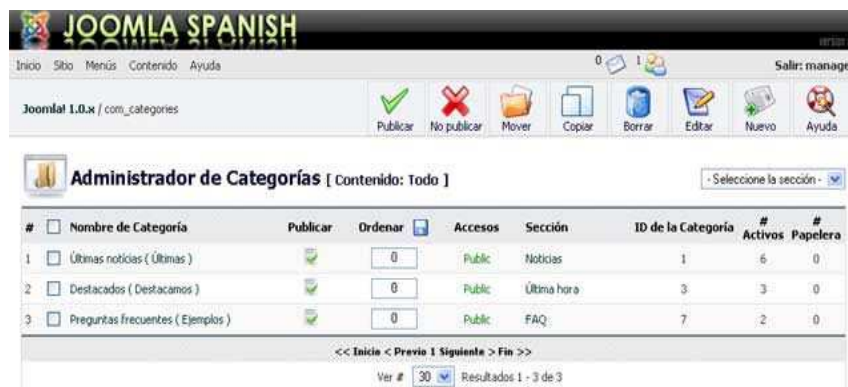 JOOMLA SPANISH
Inicio Sitio Menús Contenido Ayuda 0 1 Salir: manage
Joomla! 1.0.x / com_categories
Publicar No publicar Mover Copiar Borrar Editar Nuevo Ayuda
Administrador de Categorías [ Contenido: Todo ] - Seleccione la sección -
# Nombre de Categoría Publicar Ordenar Accesos Sección ID de la Categoría # Activos # Papelera
1 Últimas noticias ( Últimas ) 0 Public Noticias 1 6 0
2 Destacados ( Destacamos ) 0 Public Última hora 3 3 0
3 Preguntas frecuentes ( Ejemplos ) 0 Public FAQ 7 2 0
<< Inicio < Previo 1 Siguiente > Fin >>
Ver # 30 Resultados 1 - 3 de 3